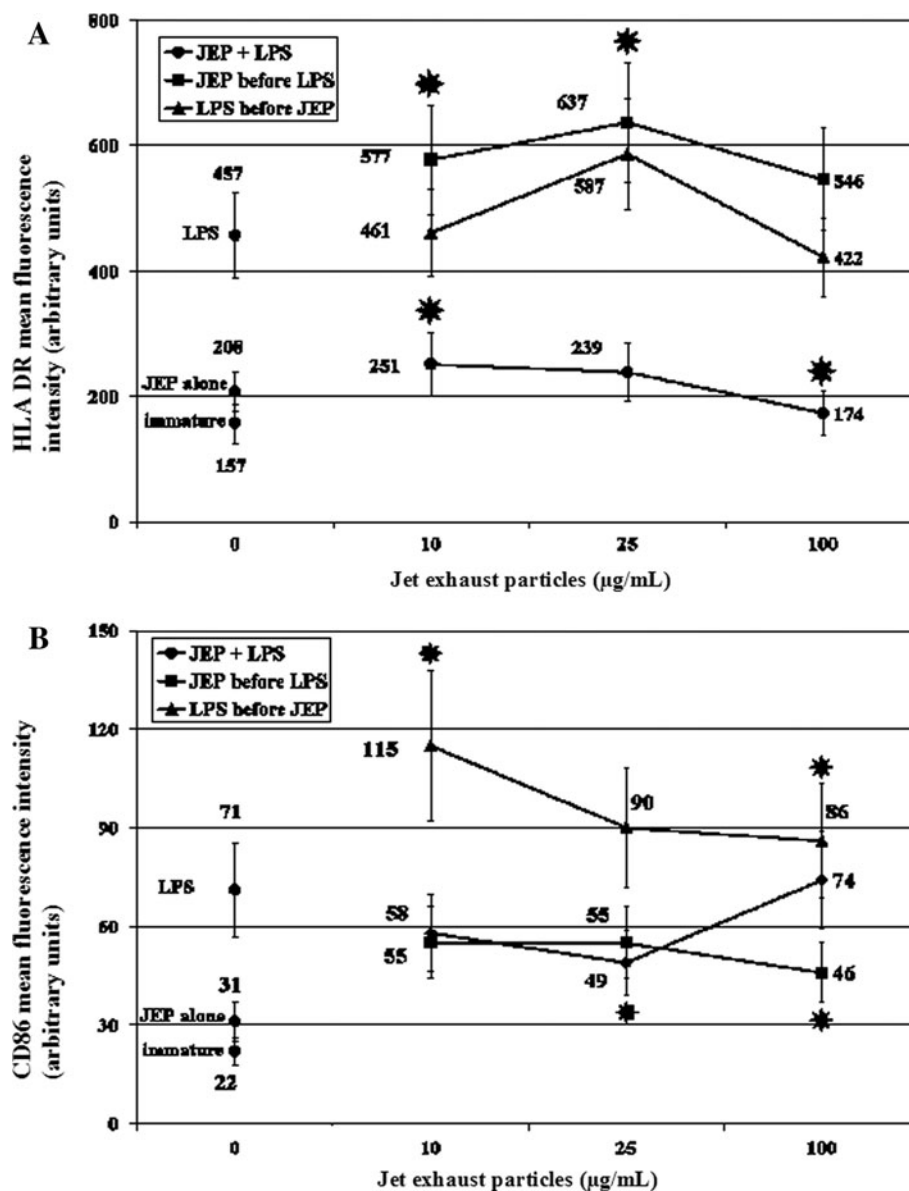 A
800
600
400
200
0
HLA DR mean fluorescence
intensity (arbitrary units)
JEP + LPS
JEP before LPS
LPS before JEP
637
577
546
457
587
LPS
461
422
208
239
JEP alone
251
immature
174
157
0 10 25 100
Jet exhaust particles (µg/mL)
B
150
120
90
60
30
0
CD86 mean fluorescence intensity
(arbitrary units)
JEP + LPS
JEP before LPS
LPS before JEP
115
71
90
86
LPS
74
58
55
55
49
46
31
JEP alone
immature
22
0 10 25 100
Jet exhaust particles (µg/mL)